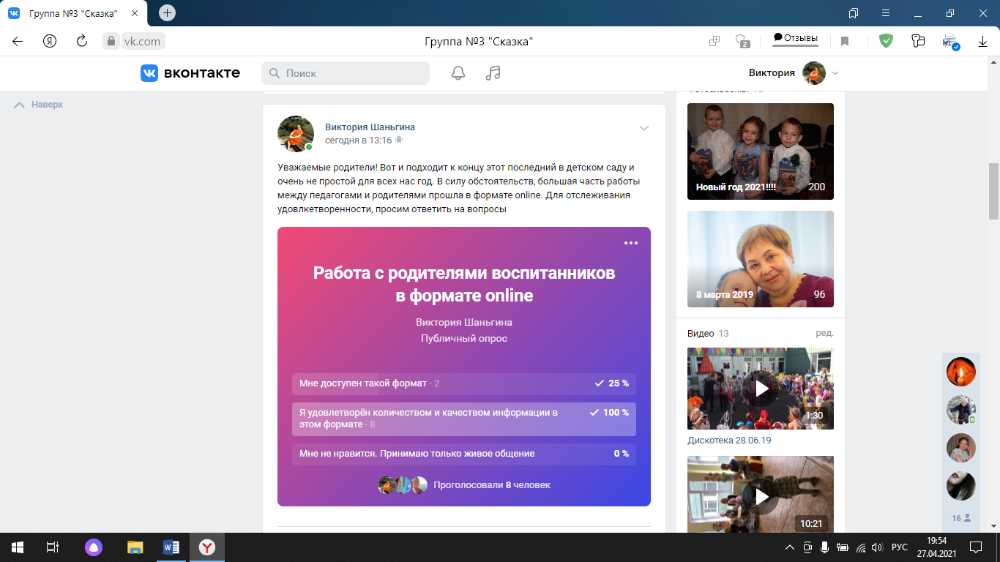 Группа №3 "Сказка"
vk.com
Группа №3 "Сказка"
2
Отзывы
вконтакте
Поиск
Виктория
Наверх
Виктория Шаньгина
сегодня в 13:16
Уважаемые родители! Вот и подходит к концу этот последний в детском саду и
очень не простой для всех нас год. В силу обстоятельств, большая часть работы
между педагогами и родителями прошла в формате online. Для отслеживания
удовлкетворенности, просим ответить на вопросы
Работа с родителями воспитанников
в формате online
Виктория Шаньгина
Публичный опрос
Мне доступен такой формат · 2
25 %
Я удовлетворён количеством и качеством информации в
этом формате · 8
100 %
Мне не нравится. Принимаю только живое общение
0 %
Проголосовали 8 человек
Новый год 2021!!!!
200
8 марта 2019
96
Видео 13
ред.
1:30
Дискотека 28.06.19
10:21
16
РУС
19:54
27.04.2021